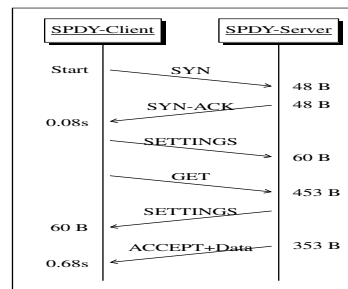 SPDY-Client SPDY-Server
Start SYN
48 B
SYN-ACK 48 B
0.08s
SETTINGS
60 B
GET
453 B
SETTINGS
60 B
ACCEPT+Data 353 B
0.68s